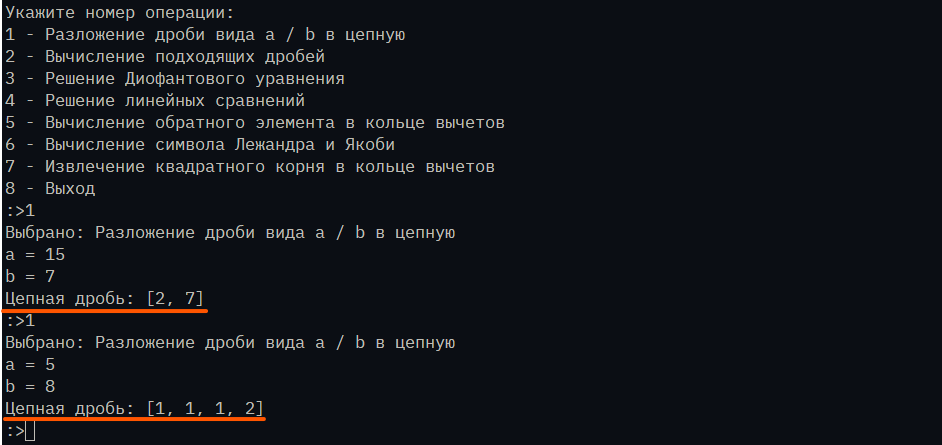 Укажите номер операции:
1 - Разложение дроби вида a / b в цепную
2 - Вычисление подходящих дробей
3 - Решение Диофантового уравнения
4 - Решение линейных сравнений
5 - Вычисление обратного элемента в кольце вычетов
6 - Вычисление символа Лежандра и Якоби
7 - Извлечение квадратного корня в кольце вычетов
8 - Выход
:>1
Выбрано: Разложение дроби вида a / b в цепную
a = 15
b = 7
Цепная дробь: [2, 7]
:>1
Выбрано: Разложение дроби вида a / b в цепную
a = 5
b = 8
Цепная дробь: [1, 1, 1, 2]
:>